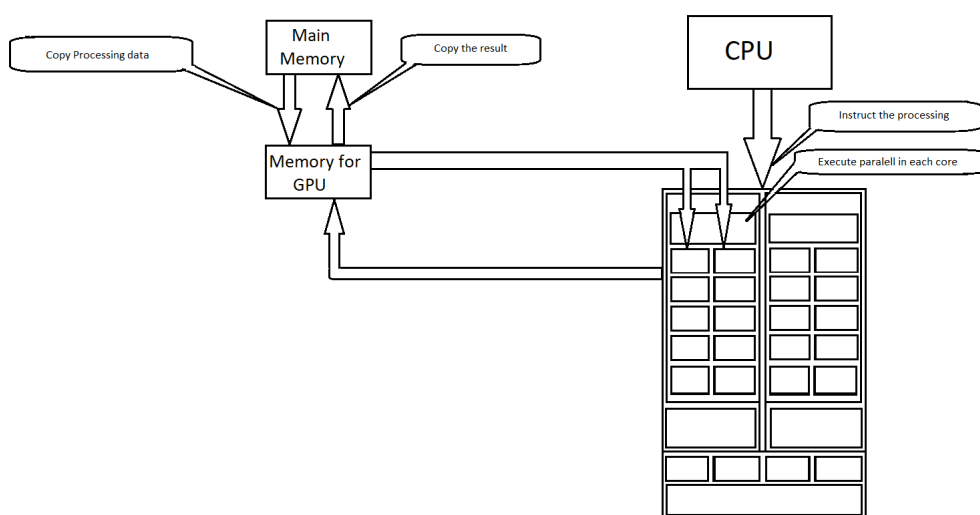 Copy Processing data
Main
Memory
Copy the result
CPU
Instruct the processing
Execute paralell in each core
Memory for
GPU